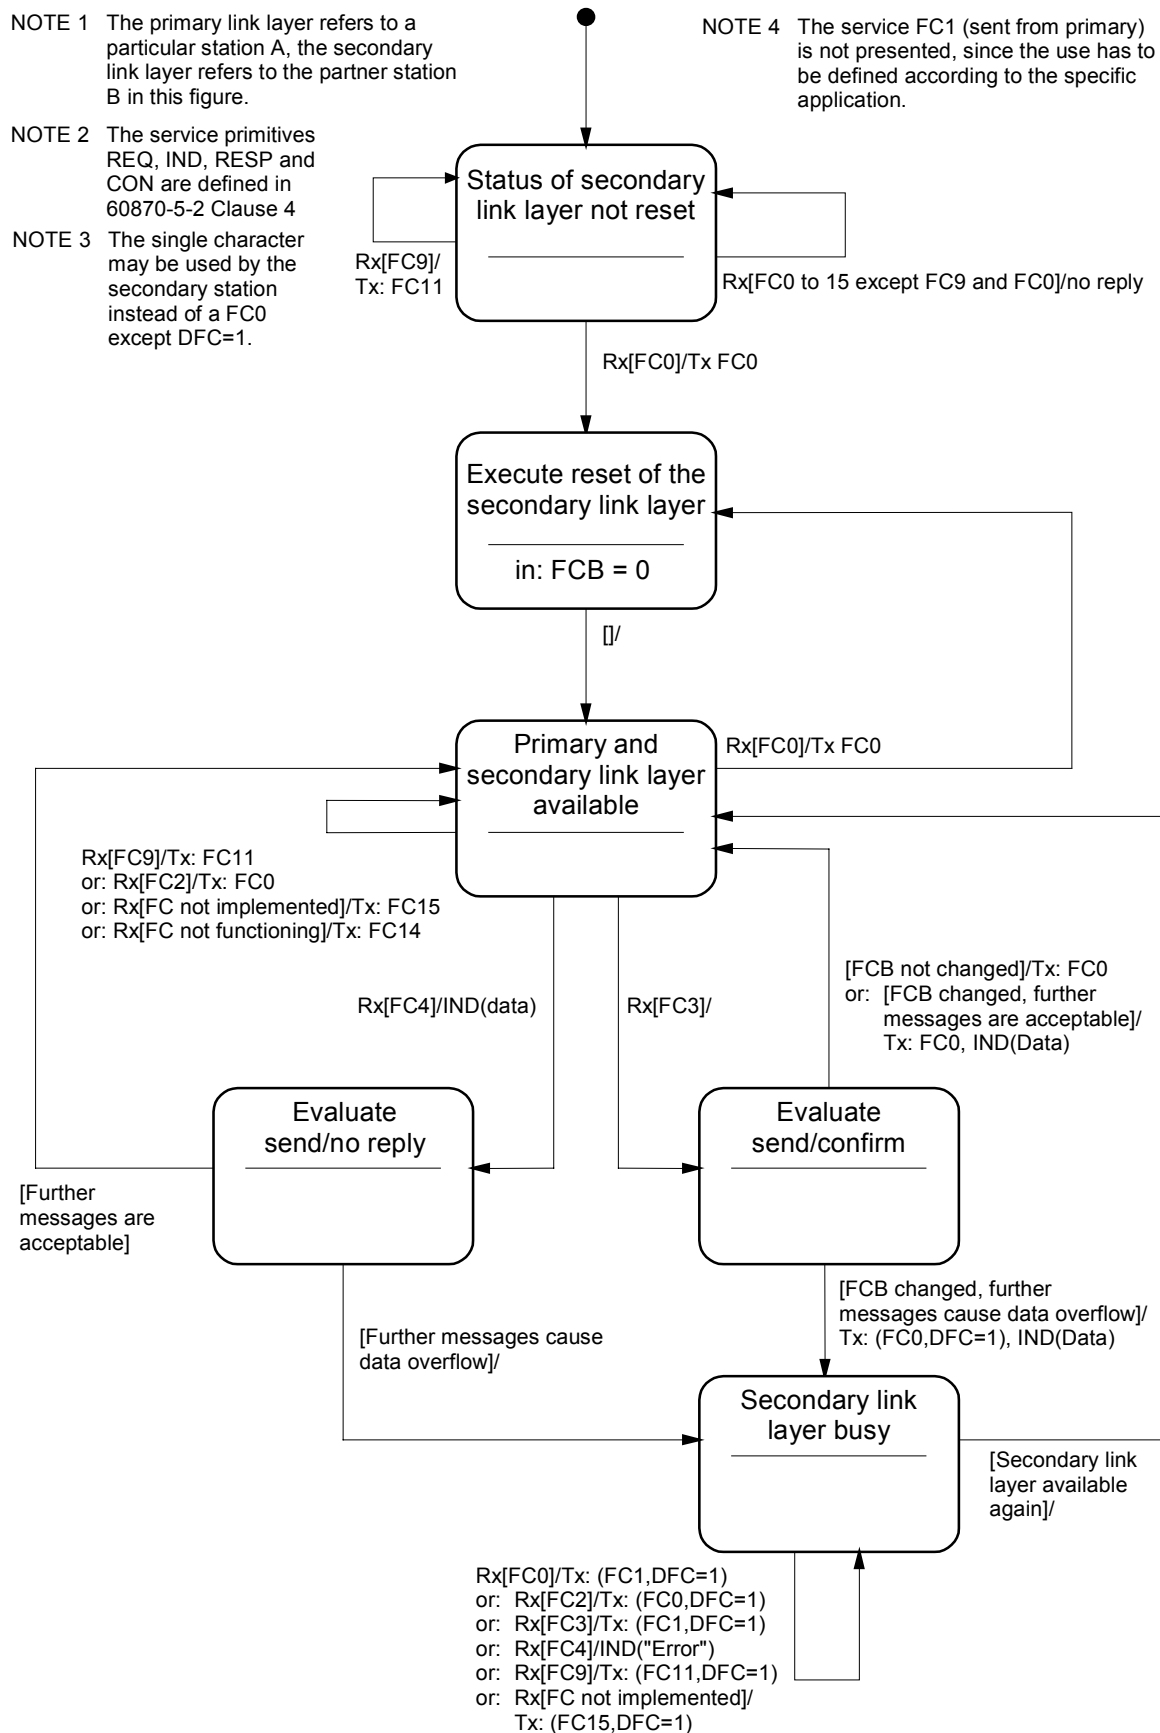 NOTE 1 The primary link layer refers to a
particular station A, the secondary
link layer refers to the partner station
B in this figure.
NOTE 2 The service primitives
REQ, IND, RESP and
CON are defined in
60870-5-2 Clause 4
NOTE 3 The single character
may be used by the
secondary station
instead of a FC0
except DFC=1.
NOTE 4 The service FC1 (sent from primary)
is not presented, since the use has to
be defined according to the specific
application.
Status of secondary
link layer not reset
Rx[FC9]/
Tx: FC11
Rx[FC0 to 15 except FC9 and FC0]/no reply
Rx[FC0]/Tx FC0
Execute reset of the
secondary link layer
in: FCB = 0
[]/
Primary and
secondary link layer
available
Rx[FC0]/Tx FC0
Rx[FC9]/Tx: FC11
or: Rx[FC2]/Tx: FC0
or: Rx[FC not implemented]/Tx: FC15
or: Rx[FC not functioning]/Tx: FC14
Rx[FC4]/IND(data)
Rx[FC3]/
[FCB not changed]/Tx: FC0
or: [FCB changed, further
messages are acceptable]/
Tx: FC0, IND(Data)
Evaluate
send/no reply
Evaluate
send/confirm
[Further
messages are
acceptable]
[Further messages cause
data overflow]/
[FCB changed, further
messages cause data overflow]/
Tx: (FC0,DFC=1), IND(Data)
Secondary link
layer busy
[Secondary link
layer available
again]/
Rx[FC0]/Tx: (FC1,DFC=1)
or: Rx[FC2]/Tx: (FC0,DFC=1)
or: Rx[FC3]/Tx: (FC1,DFC=1)
or: Rx[FC4]/IND("Error")
or: Rx[FC9]/Tx: (FC11,DFC=1)
or: Rx[FC not implemented]/
Tx: (FC15,DFC=1)